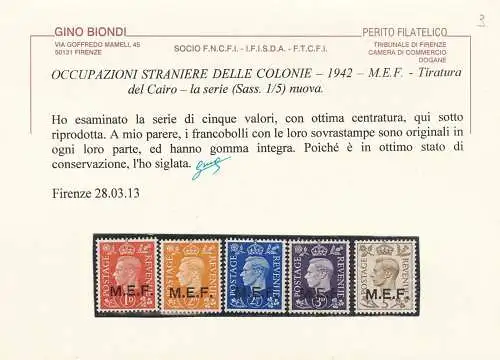 GINO BIONDI
VIA GOFFREDO MAMELI, 45
50131 FIRENZE
SOCIO F.N.C.F.I. - I.F.I.S.D.A. - F.T.C.F.I.
PERITO FILATELICO
TRIBUNALE DI FIRENZE
CAMERA DI COMMERCIO
DOGANE
OCCUPAZIONI STRANIERE DELLE COLONIE – 1942 – M.E.F. - Tiratura
del Cairo – la serie (Sass. 1/5) nuova.
Ho esaminato la serie di cinque valori, con ottima centratura, qui sotto
riprodotta. A mio parere, i francobolli con le loro sovrastampe sono originali in
ogni loro parte, ed hanno gomma integra. Poiché è in ottimo stato di
conservazione, l'ho siglata.
Firenze 28.03.13
POSTAGE REVENUE M.E.F. 1D
POSTAGE REVENUE M.E.F. 2D
POSTAGE REVENUE M.E.F.
POSTAGE REVENUE M.E.F. 3D
POSTAGE REVENUE M.E.F.